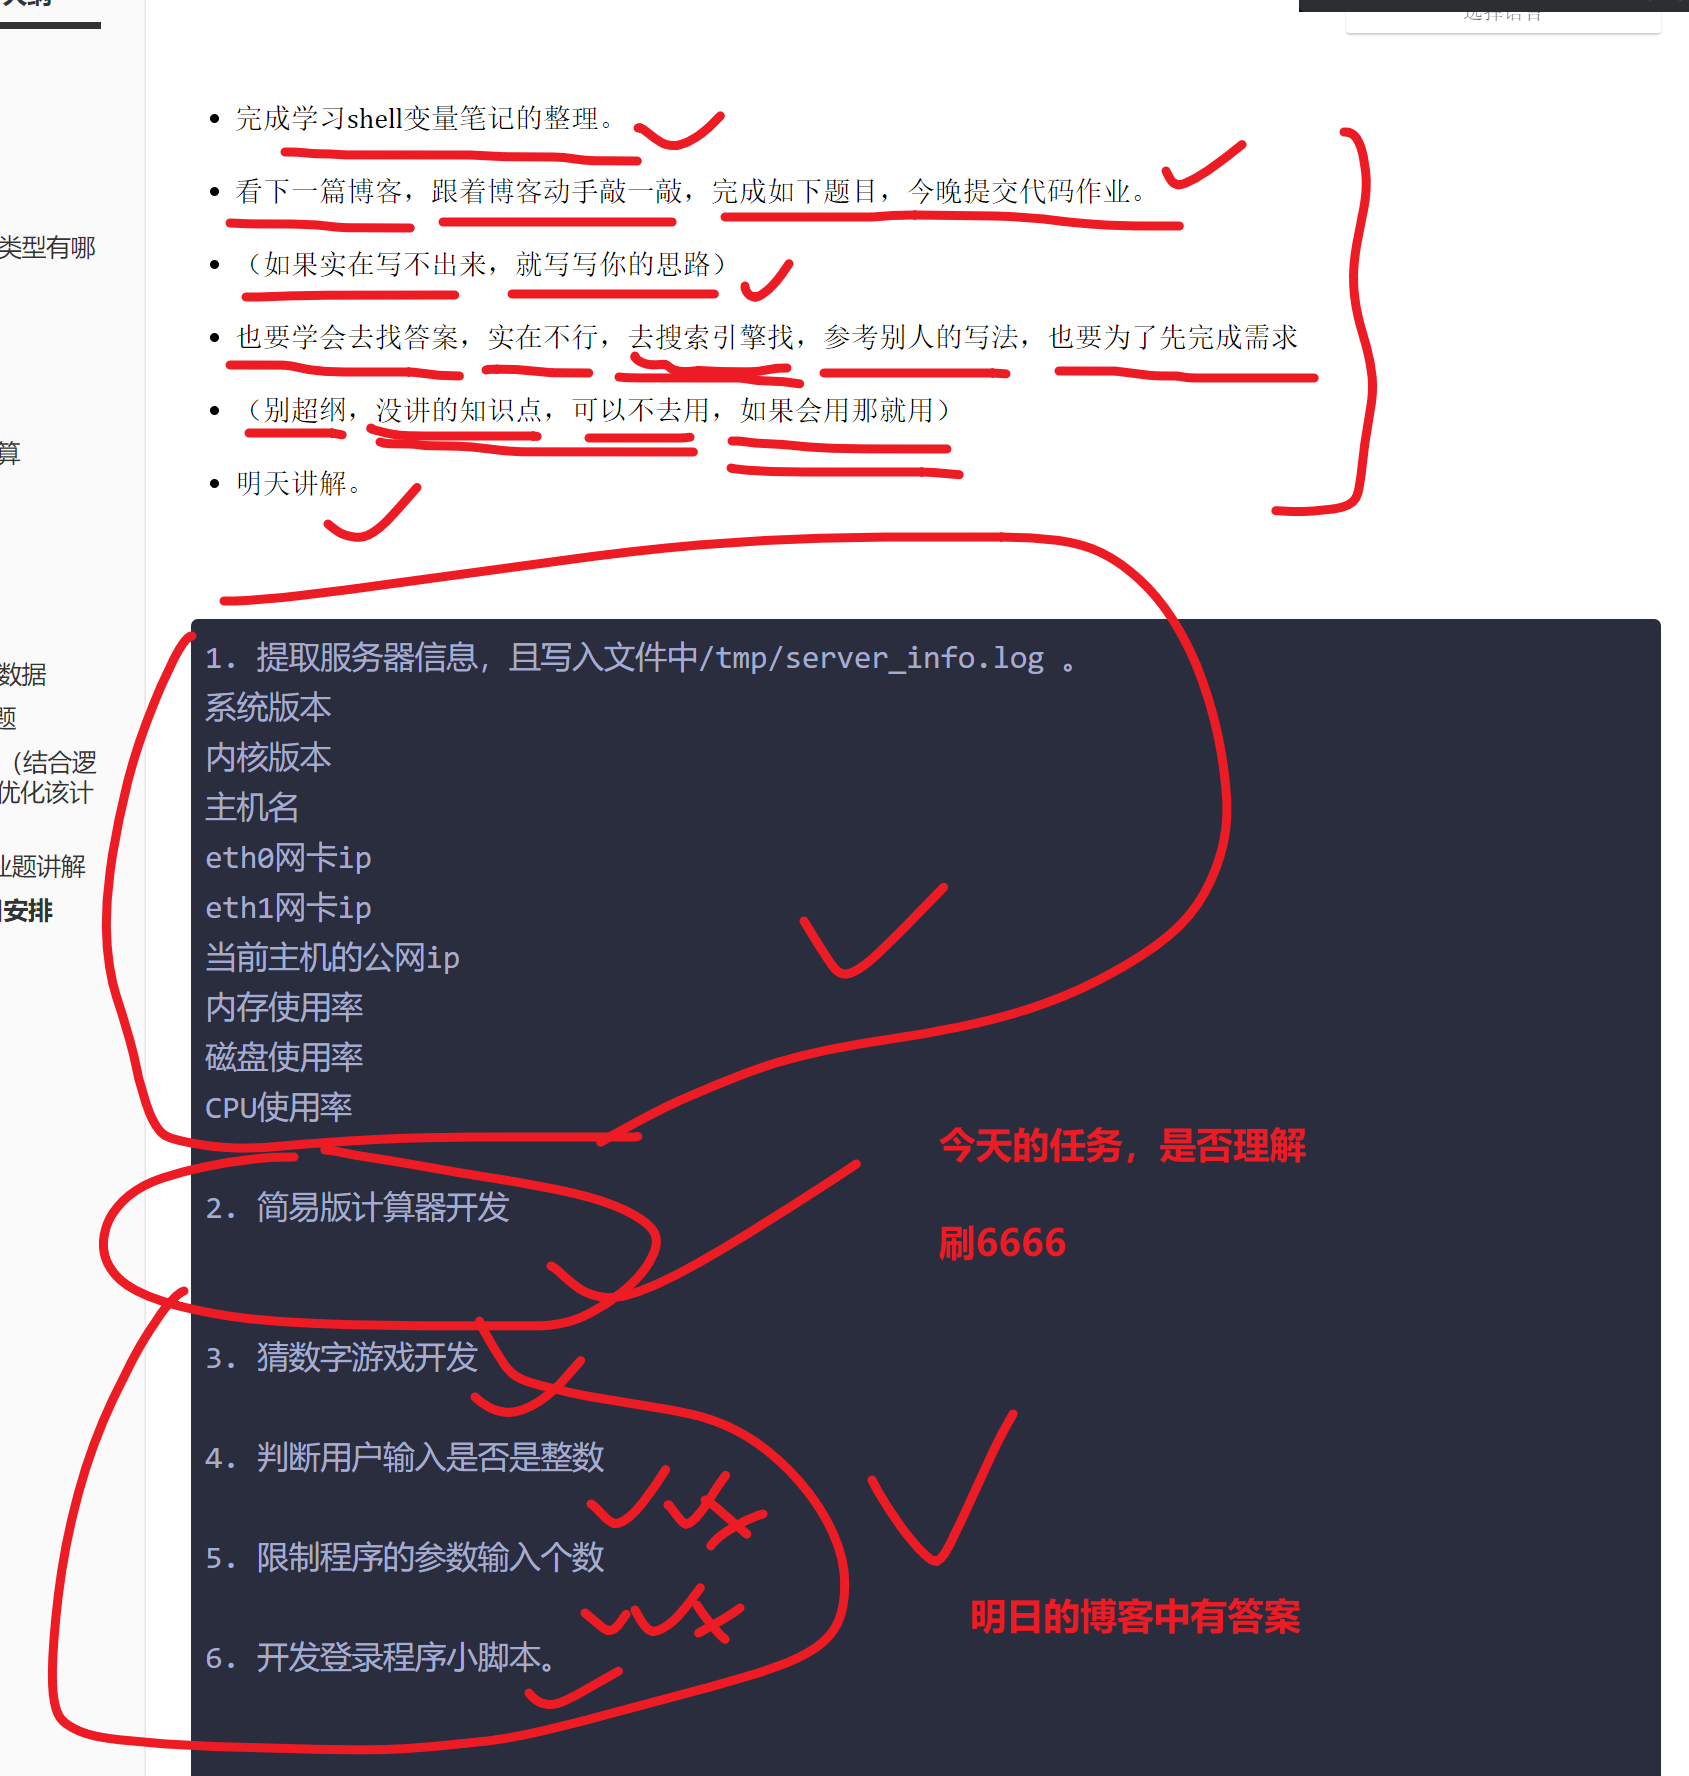 类型有哪
算
数据
题
（结合逻
优化该计
业题讲解
安排
选择语言
完成学习shell变量笔记的整理。
看下一篇博客，跟着博客动手敲一敲，完成如下题目，今晚提交代码作业。
（如果实在写不出来，就写写你的思路）
也要学会去找答案，实在不行，去搜索引擎找，参考别人的写法，也要为了先完成需求
（别超纲，没讲的知识点，可以不去用，如果会用那就用）
明天讲解。
1. 提取服务器信息，且写入文件中/tmp/server_info.log 。
系统版本
内核版本
主机名
eth0网卡ip
eth1网卡ip
当前主机的公网ip
内存使用率
磁盘使用率
CPU使用率
今天的任务，是否理解
2. 简易版计算器开发
刷6666
3. 猜数字游戏开发
4. 判断用户输入是否是整数
5. 限制程序的参数输入个数
明日的博客中有答案
6. 开发登录程序小脚本。